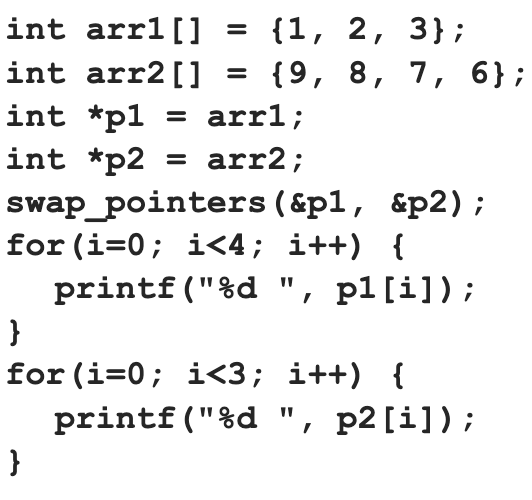 int arr1[] = {1, 2, 3};
int arr2[] = {9, 8, 7, 6};
int *p1 = arr1;
int *p2 = arr2;
swap_pointers(&p1, &p2);
for(i=0; i<4; i++) {
  printf("%d ", p1[i]);
}
for(i=0; i<3; i++) {
  printf("%d ", p2[i]);
}